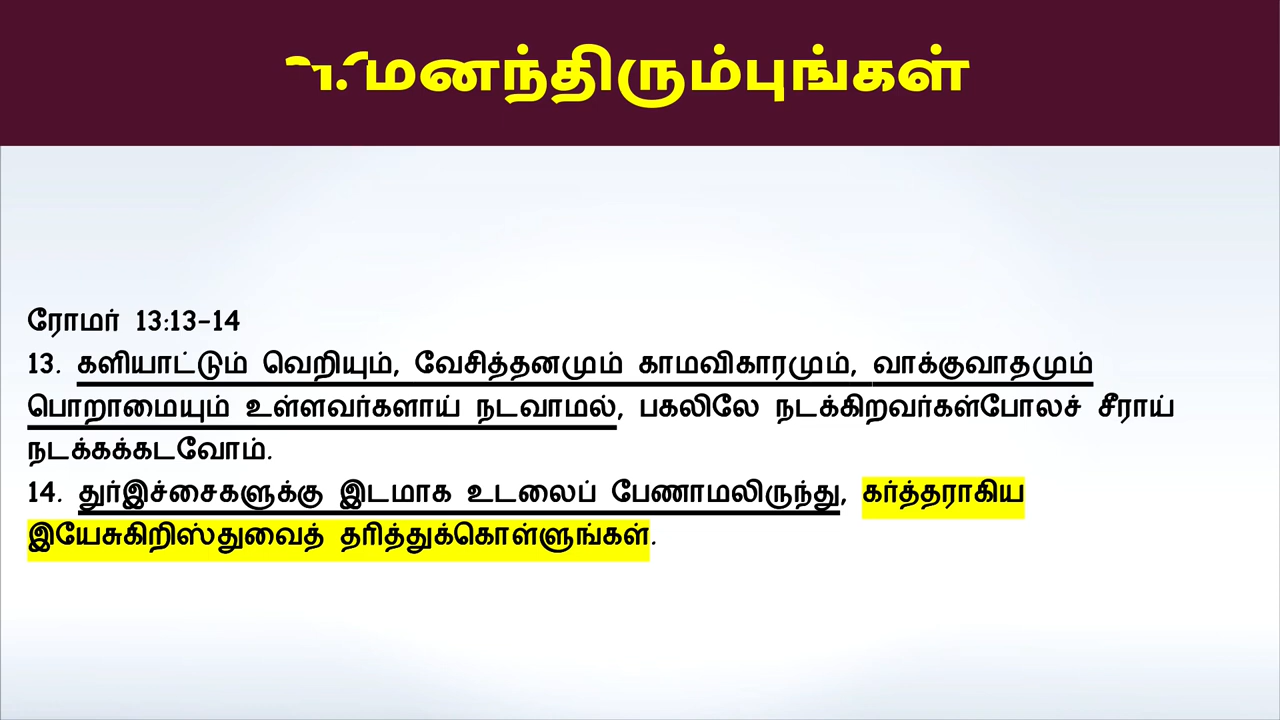 மனந்திரும்புங்கள்
ரோமர் 13:13-14
13. களியாட்டும் வெறியும், வேசித்தனமும் காமவிகாரமும், வாக்குவாதமும்
பொறாமையும் உள்ளவர்களாய் நடவாமல், பகலிலே நடக்கிறவர்கள்போலச் சீராய்
நடக்கக்கடவோம்.
14. துர்இச்சைகளுக்கு இடமாக உடலைப் பேணாமலிருந்து, கர்த்தராகிய
இயேசுகிறிஸ்துவைத் தரித்துக்கொள்ளுங்கள்.